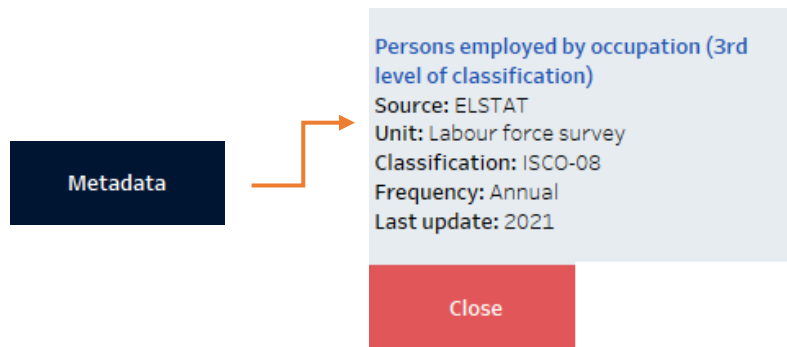 Metadata
Persons employed by occupation (3rd
level of classification)
Source: ELSTAT
Unit: Labour force survey
Classification: ISCO-08
Frequency: Annual
Last update: 2021
Close